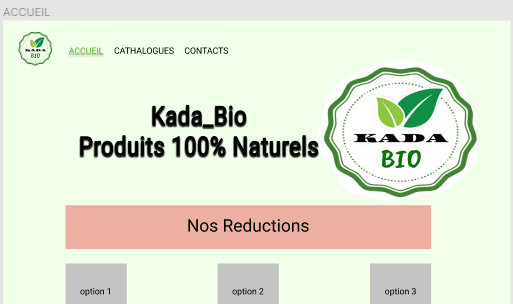 ACCUEIL
KADA
BIO
ACCUEIL CATHALOGUES CONTACTS
Kada_Bio
Produits 100% Naturels
KADA
BIO
Nos Reductions
option 1 option 2 option 3